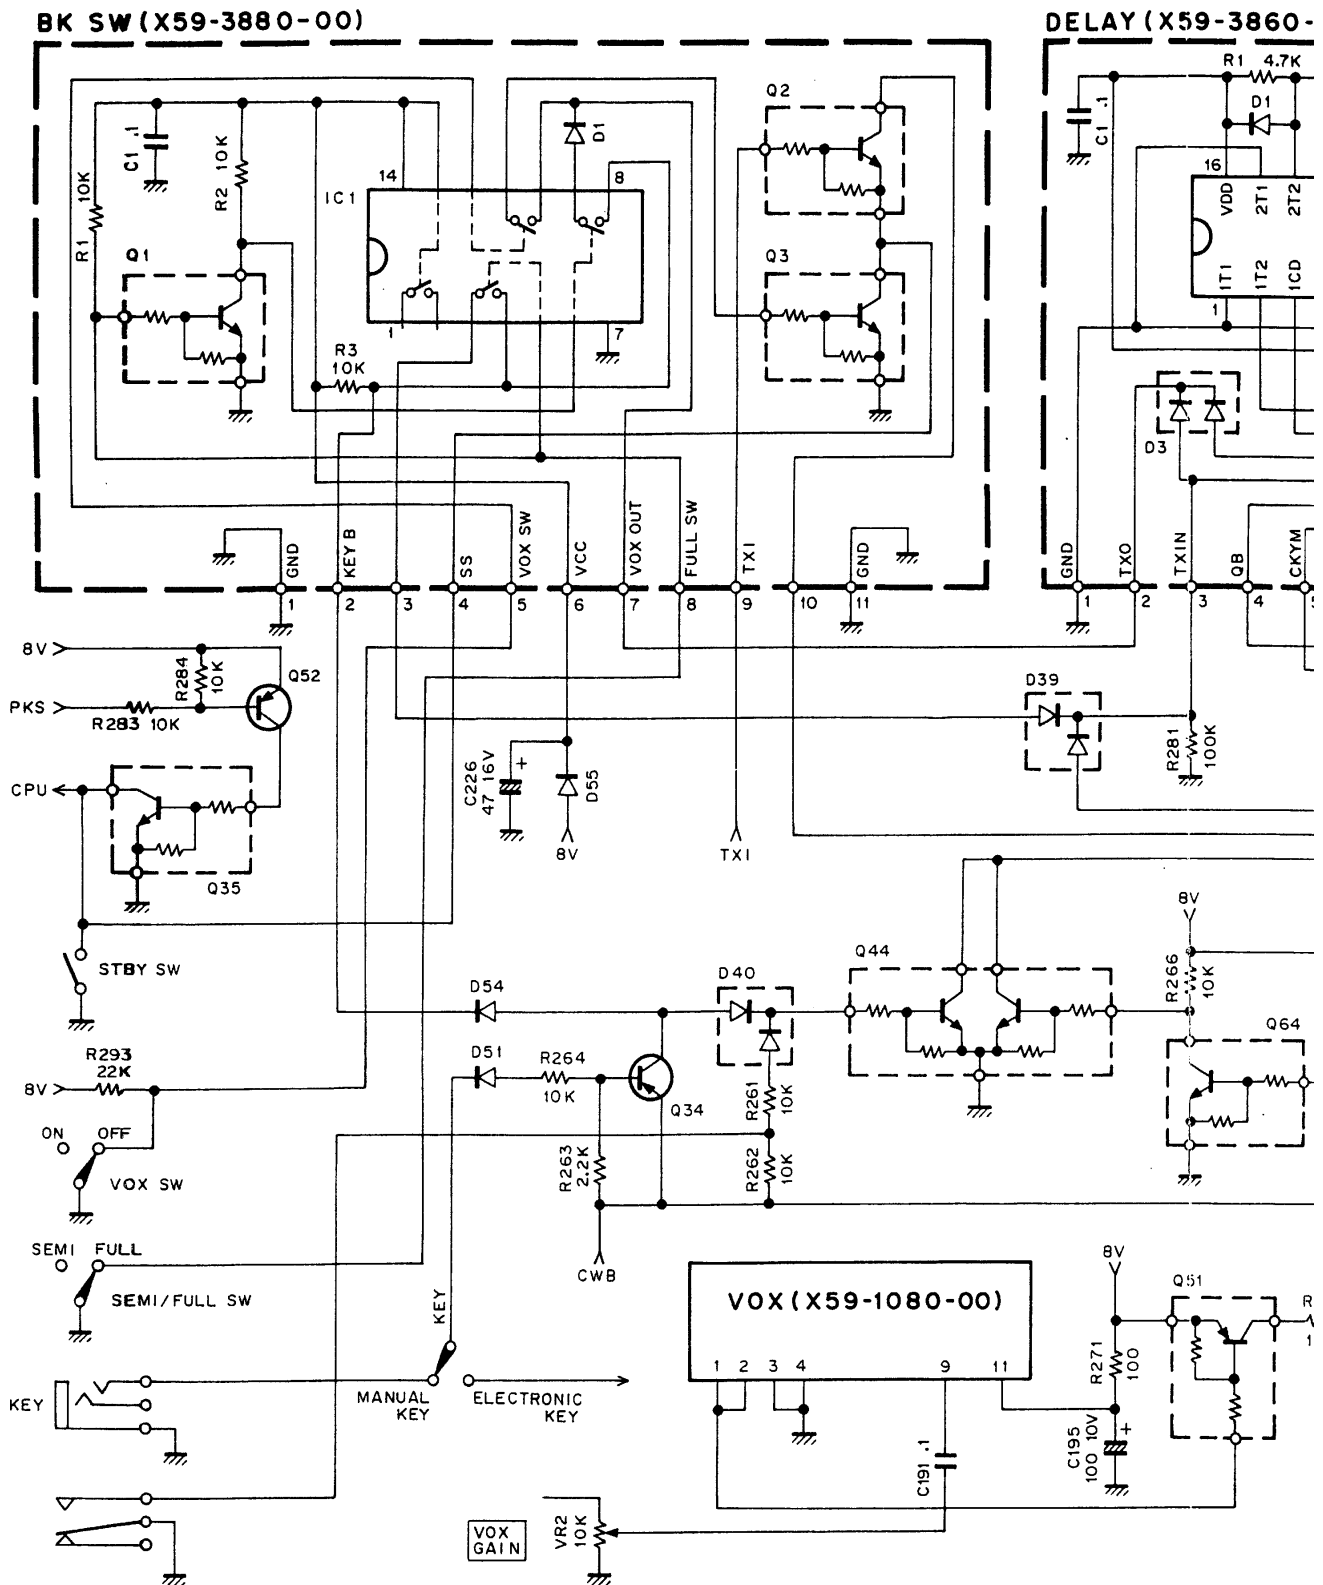 BK SW (X59-3880-00)
DELAY (X59-3860-
R1 4.7K
D1
C1 .1
16
VDD
2T1
2T2
1T1
1T2
1CD
1
D3
GND
TXO
TXIN
QB
CKYM
1
2
3
4
5
C1 .1
R2 10K
R1 10K
Q1
14
IC1
8
D1
1
7
R3
10K
Q2
Q3
GND
KEY B
SS
VOX SW
VCC
VOX OUT
FULL SW
TX1
GND
1
2
3
4
5
6
7
8
9
10
11
8V
R284
10K
Q52
PKS
R283 10K
CPU
Q35
C226
47 16V
+
D55
8V
TX1
D39
R281
100K
STBY SW
R293
22K
8V
ON OFF
VOX SW
SEMI FULL
SEMI/FULL SW
D54
D51
R264
10K
Q34
R263
2.2K
CWB
D40
R261
10K
R262
10K
Q44
8V
R266
10K
Q64
KEY
MANUAL
KEY
ELECTRONIC
KEY
KEY
VOX (X59-1080-00)
1
2
3
4
9
11
C191 .1
VOX
GAIN
VR2
10K
8V
R271
100
C195
100 10V
+
Q51
R
1